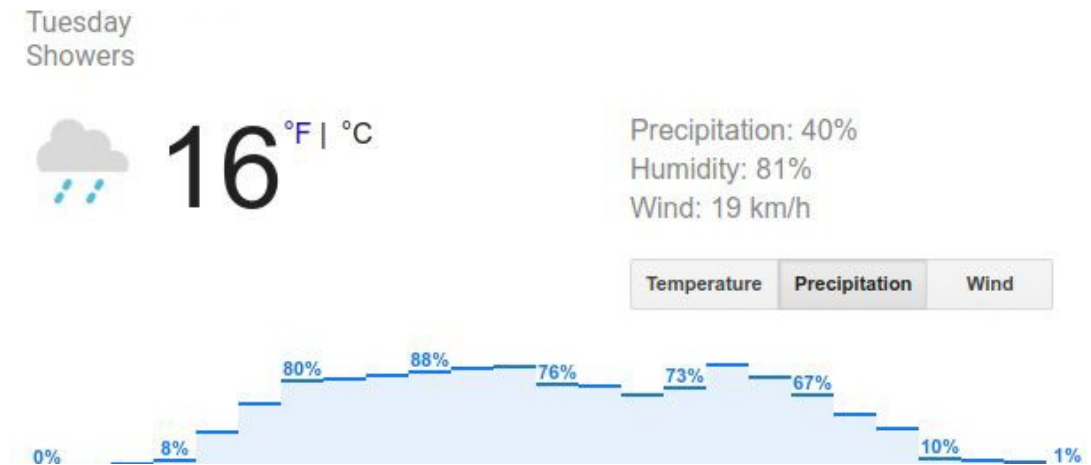 Tuesday
Showers
16 °F | °C
Precipitation: 40%
Humidity: 81%
Wind: 19 km/h
Temperature Precipitation Wind
0% 8% 80% 88% 76% 73% 67% 10% 1%